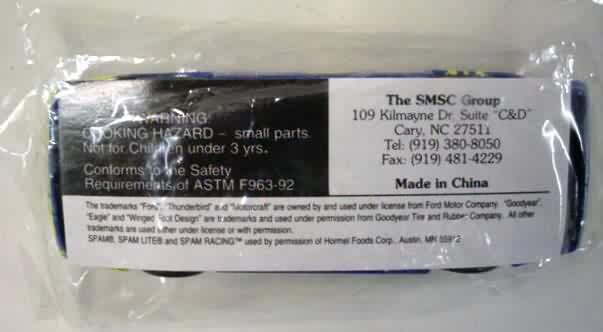 WARNING:
CHOKING HAZARD - small parts.
Not for Children under 3 yrs.
Conforms to the Safety
Requirements of ASTM F963-92
The SMSC Group
109 Kilmayne Dr. Suite "C&D"
Cary, NC 27511
Tel: (919) 380-8050
Fax: (919) 481-4229
Made in China
The trademarks "Ford", "Thunderbird" and "Motorcraft" are owned by and used under license from Ford Motor Company. "Goodyear",
"Eagle" and "Winged Foot Design" are trademarks and used under permission from Goodyear Tire and Rubber Company. All other
trademarks are used either under license or with permission.
SPAM®, SPAM LITE® and SPAM RACING™ used by permission of Hormel Foods Corp., Austin, MN 55912